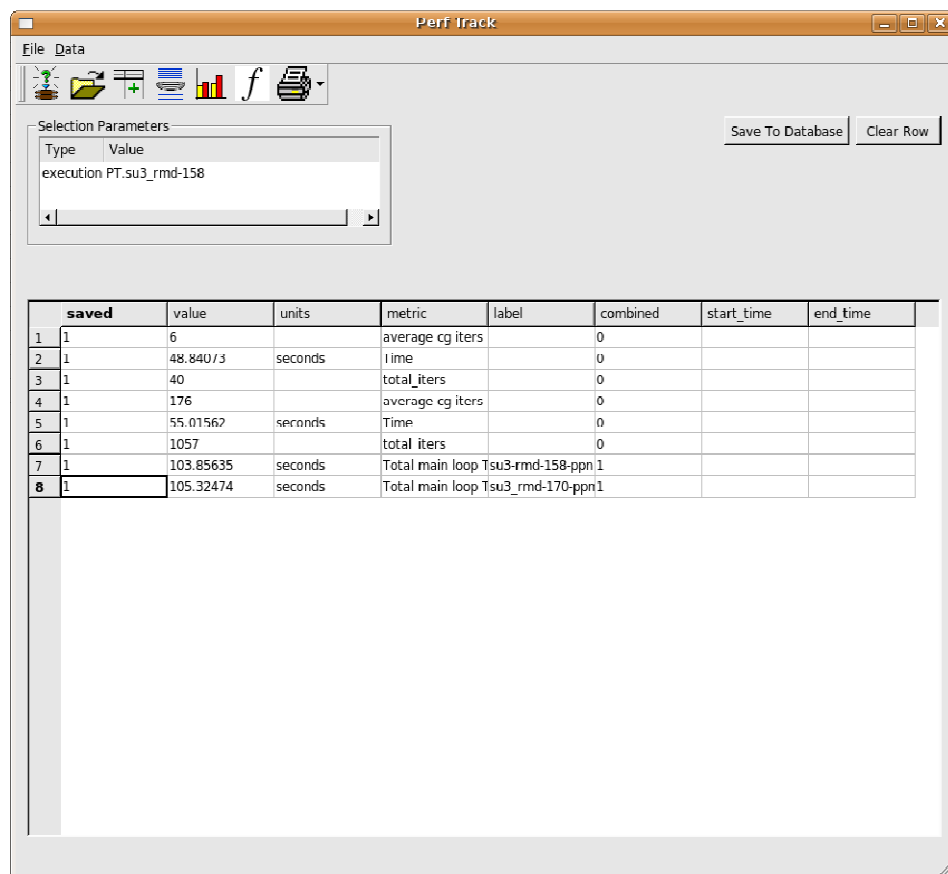 Perf Track
File Data
f
Selection Parameters
Type Value
execution PT.su3_rmd-158
Save To Database Clear Row
saved value units metric label combined start_time end_time
1 1 6 average cg iters 0
2 1 48.84073 seconds Time 0
3 1 40 total_iters 0
4 1 176 average cg iters 0
5 1 55.01562 seconds Time 0
6 1 1057 total iters 0
7 1 103.85635 seconds Total main loop T su3-rmd-158-ppn 1
8 1 105.32474 seconds Total main loop T su3_rmd-170-ppn 1